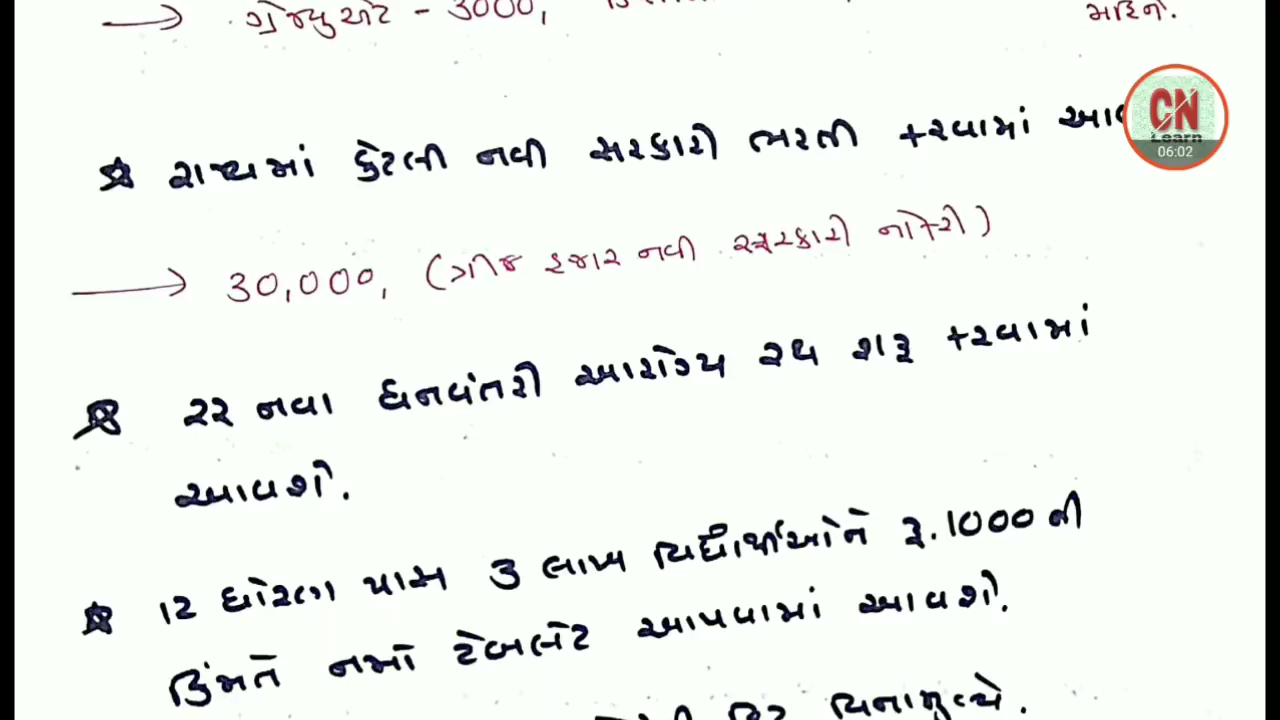 → ગ્રેજ્યુએટ - 3000,
મહિને.
☆ રાજ્યમાં કેટલી નવી સરકારી ભરતી કરવામાં આવ
CN
Learn
06:02
→ 30,000, (ત્રીજ હજાર નવી સરકારી નોકરી)
☆ ૨૨ નવા ધનવંતરી આરોગ્ય રથ શરૂ કરવામાં
આવશે.
☆ 12 ધોરણ પાસ 3 લાખ વિદ્યાર્થીઓને રૂ.1000 ની
કિંમતે નમો ટેબલેટ આપવામાં આવશે.
કિટ વિનામૂલ્યે.